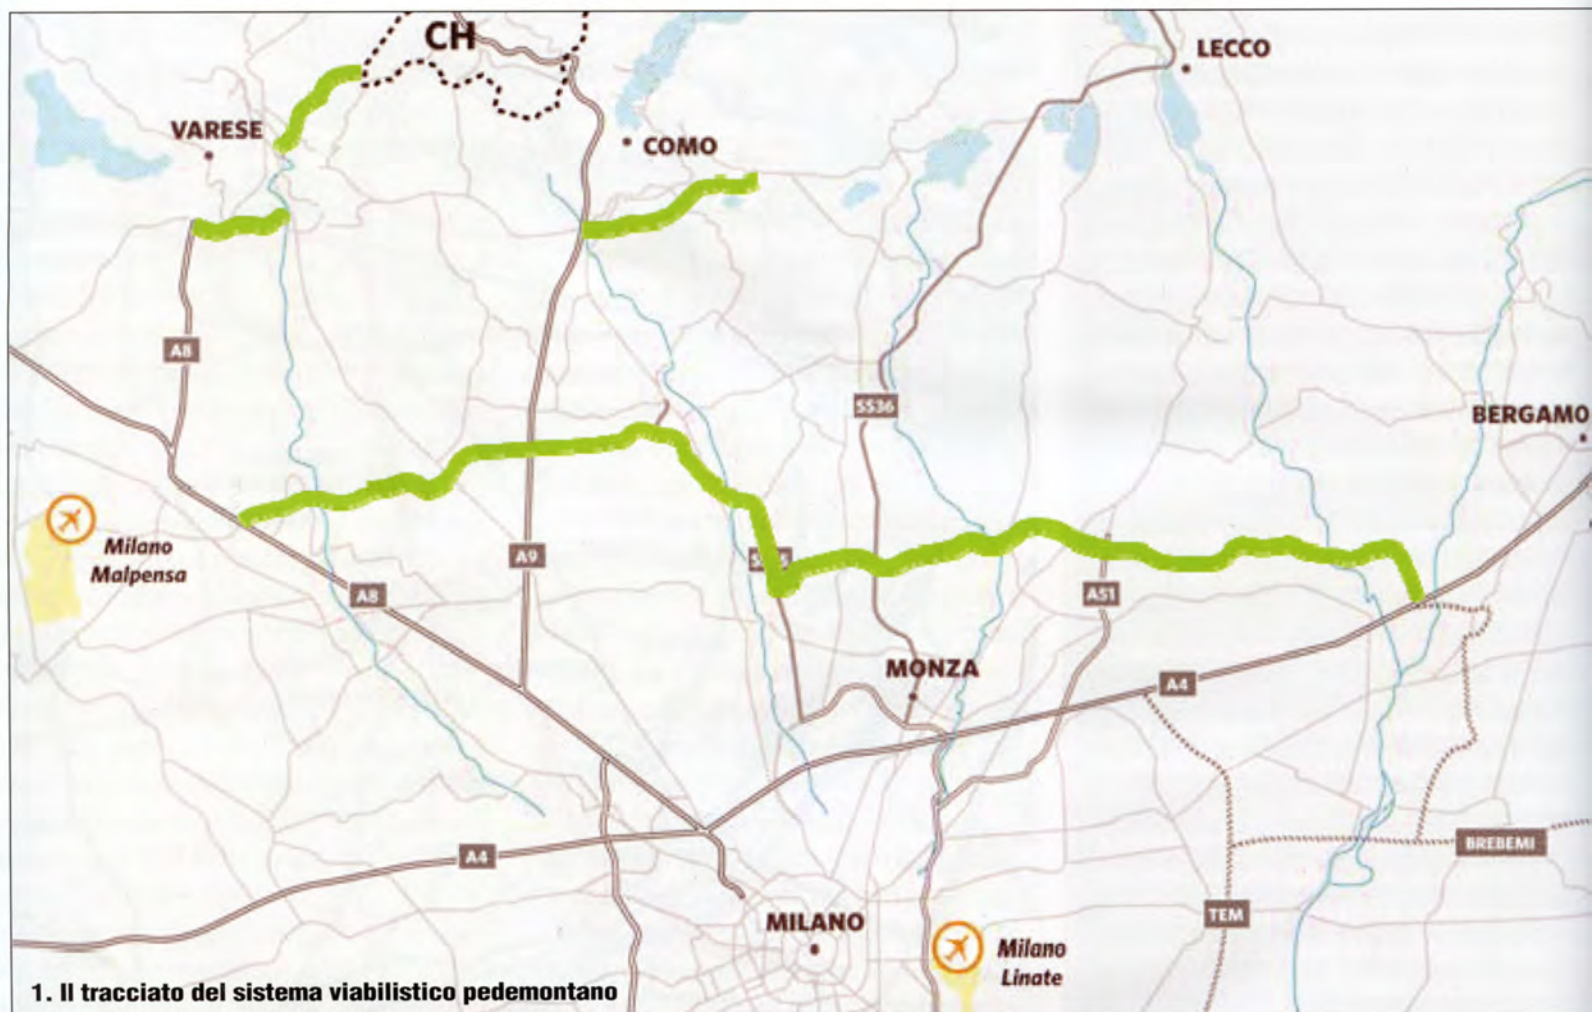 CH
LECCO
VARESE
COMO
A8
SS36
BERGAMO
Milano
Malpensa
A9
A8
A51
MONZA
A4
A4
BREBEMI
TEM
MILANO
Milano
Linate
1. Il tracciato del sistema viabilistico pedemontano